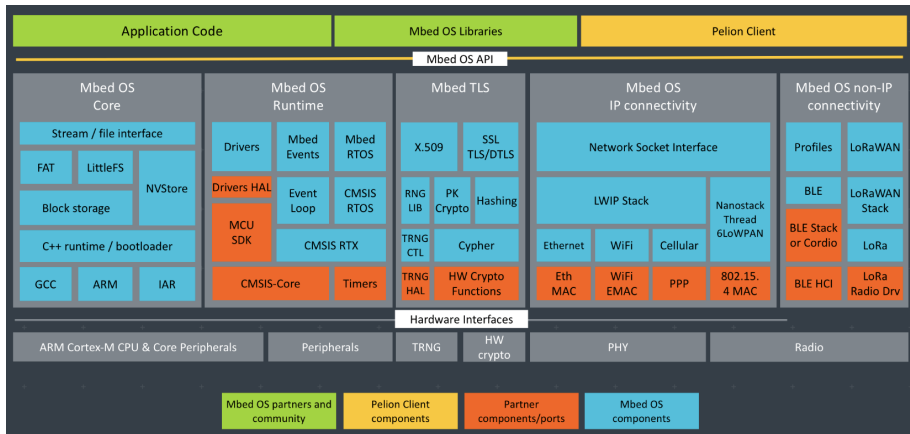 Application Code
Mbed OS Libraries
Pelion Client
Mbed OS API
Mbed OS
Core
Stream / file interface
FAT
LittleFS
NVStore
Block storage
C++ runtime / bootloader
GCC
ARM
IAR
Mbed OS
Runtime
Drivers
Mbed
Events
Mbed
RTOS
Drivers HAL
Event
Loop
CMSIS
RTOS
MCU
SDK
CMSIS RTX
CMSIS-Core
Timers
Mbed TLS
X.509
SSL
TLS/DTLS
RNG
LIB
PK
Crypto
Hashing
TRNG
CTL
Cypher
TRNG
HAL
HW Crypto
Functions
Mbed OS
IP connectivity
Network Socket Interface
LWIP Stack
Nanostack
Thread
6LoWPAN
Ethernet
WiFi
Cellular
Eth
MAC
WiFi
EMAC
PPP
802.15.
4 MAC
Mbed OS non-IP
connectivity
Profiles
LoRaWAN
BLE
LoRaWAN
Stack
BLE Stack
or Cordio
LoRa
BLE HCI
LoRa
Radio Drv
Hardware Interfaces
ARM Cortex-M CPU & Core Peripherals
Peripherals
TRNG
HW
crypto
PHY
Radio
Mbed OS partners and
community
Pelion Client
components
Partner
components/ports
Mbed OS
components